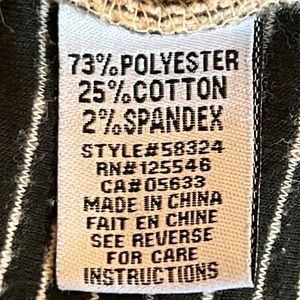 73%POLYESTER
25%COTTON
2%SPANDEX
STYLE#58324
RN#125546
CA#05633
MADE IN CHINA
FAIT EN CHINE
SEE REVERSE
FOR CARE
INSTRUCTIONS